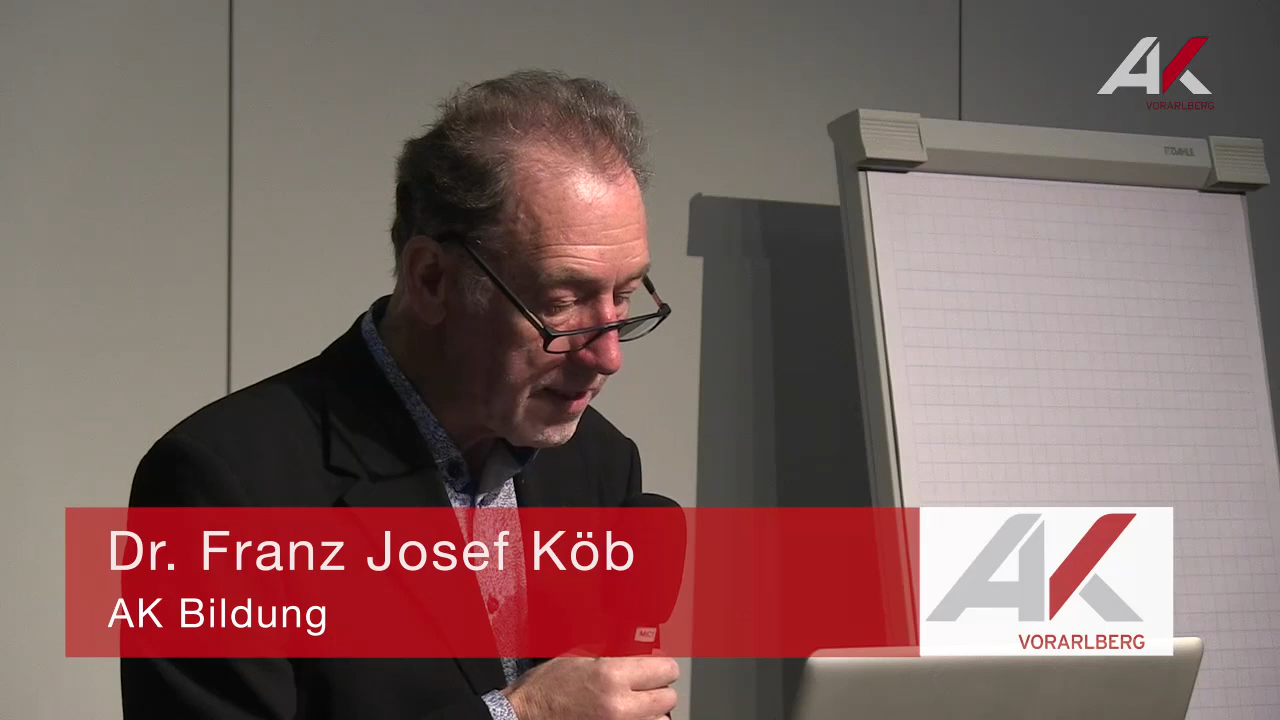 AK
VORARLBERG
Dr. Franz Josef Köb
AK Bildung
AK
VORARLBERG